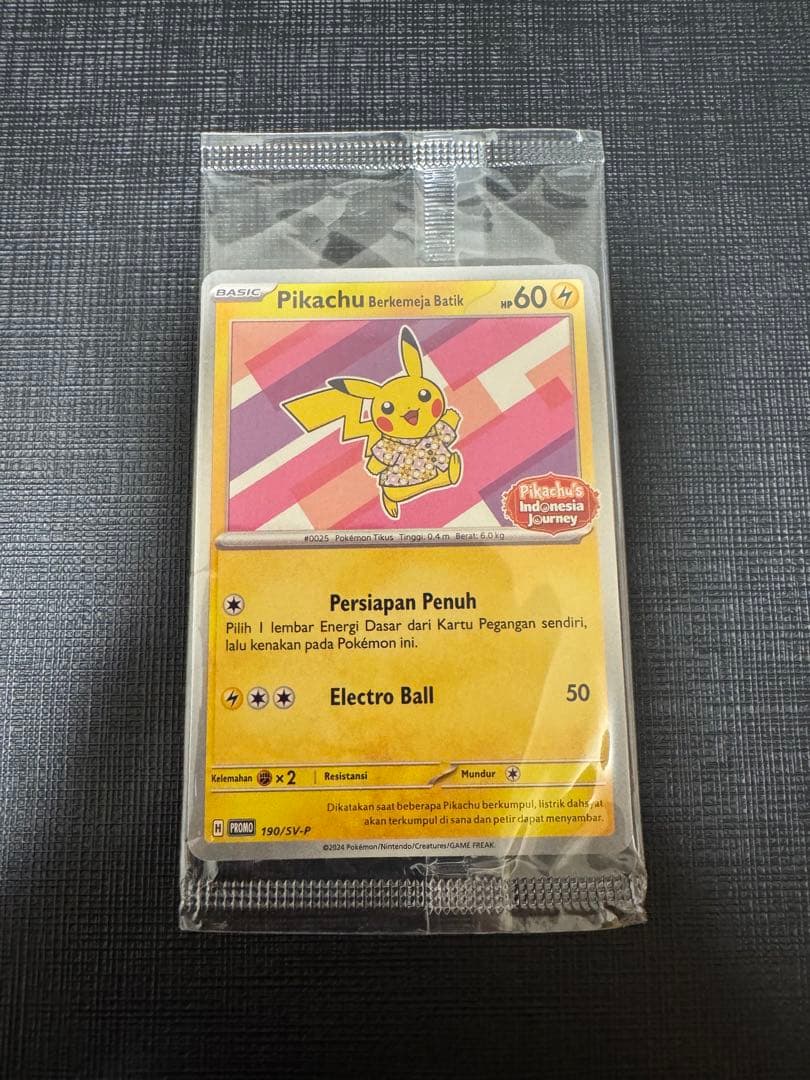 BASIC
Pikachu Berkemeja Batik HP60
Pikachu's
Indonesia
Journey
#0025 Pokémon Tikus Tinggi: 0.4 m Berat: 6.0 kg
Persiapan Penuh
Pilih 1 lembar Energi Dasar dari Kartu Pegangan sendiri,
lalu kenakan pada Pokémon ini.
Electro Ball 50
Kelemahan ×2 Resistansi Mundur
Dikatakan saat beberapa Pikachu berkumpul, listrik dahsyat
akan terkumpul di sana dan petir dapat menyambar.
H PROMO 190/SV-P
©2024 Pokémon/Nintendo/Creatures/GAME FREAK